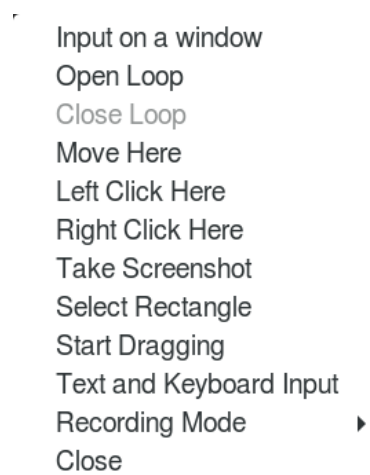 Input on a window
Open Loop
Close Loop
Move Here
Left Click Here
Right Click Here
Take Screenshot
Select Rectangle
Start Dragging
Text and Keyboard Input
Recording Mode
Close